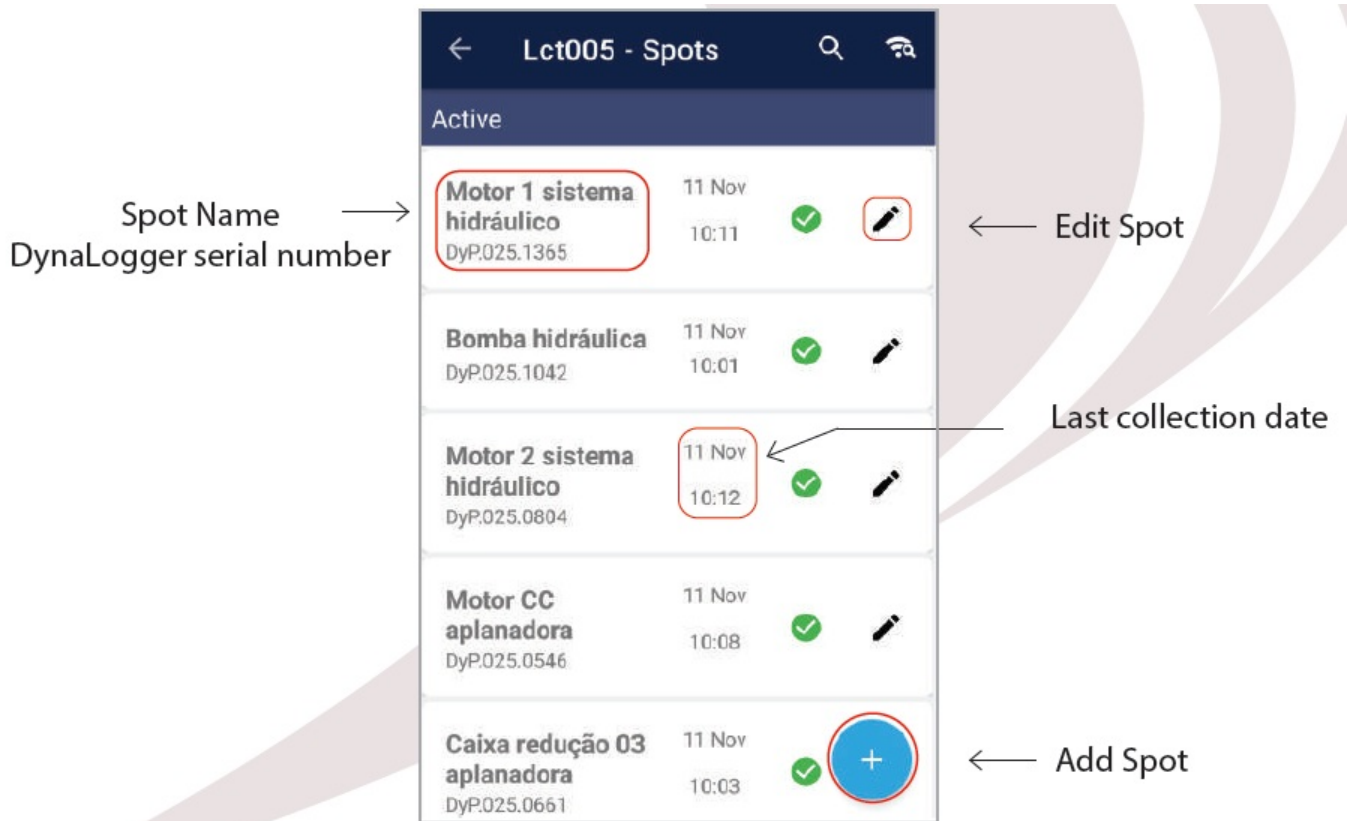 Lct005 - Spots
Active
Motor 1 sistema
hidráulico
DyP.025.1365
11 Nov
10:11
Spot Name
DynaLogger serial number
Edit Spot
Bomba hidráulica
DyP.025.1042
11 Nov
10:01
Motor 2 sistema
hidráulico
DyP.025.0804
11 Nov
10:12
Last collection date
Motor CC
aplanadora
DyP.025.0546
11 Nov
10:08
Caixa redução 03
aplanadora
DyP.025.0661
11 Nov
10:03
+
Add Spot